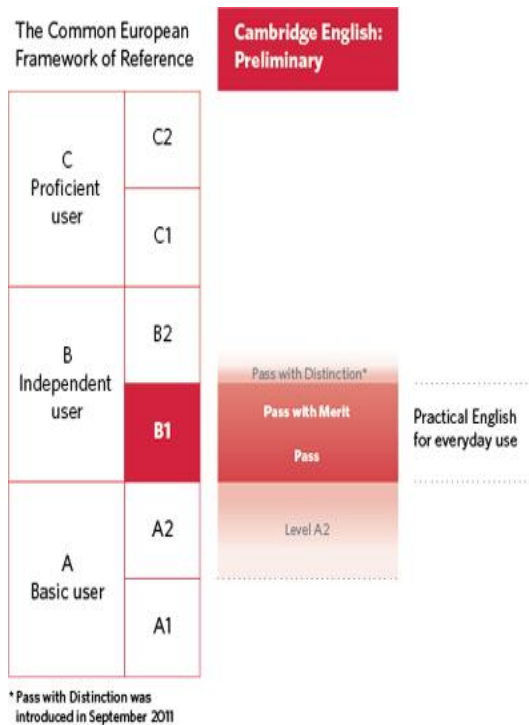 The Common European
Framework of Reference
Cambridge English:
Preliminary
C
Proficient
user
C2
C1
B
Independent
user
B2
B1
Pass with Distinction*
Pass with Merit
Pass
Practical English
for everyday use
A
Basic user
A2
A1
Level A2
* Pass with Distinction was
introduced in September 2011